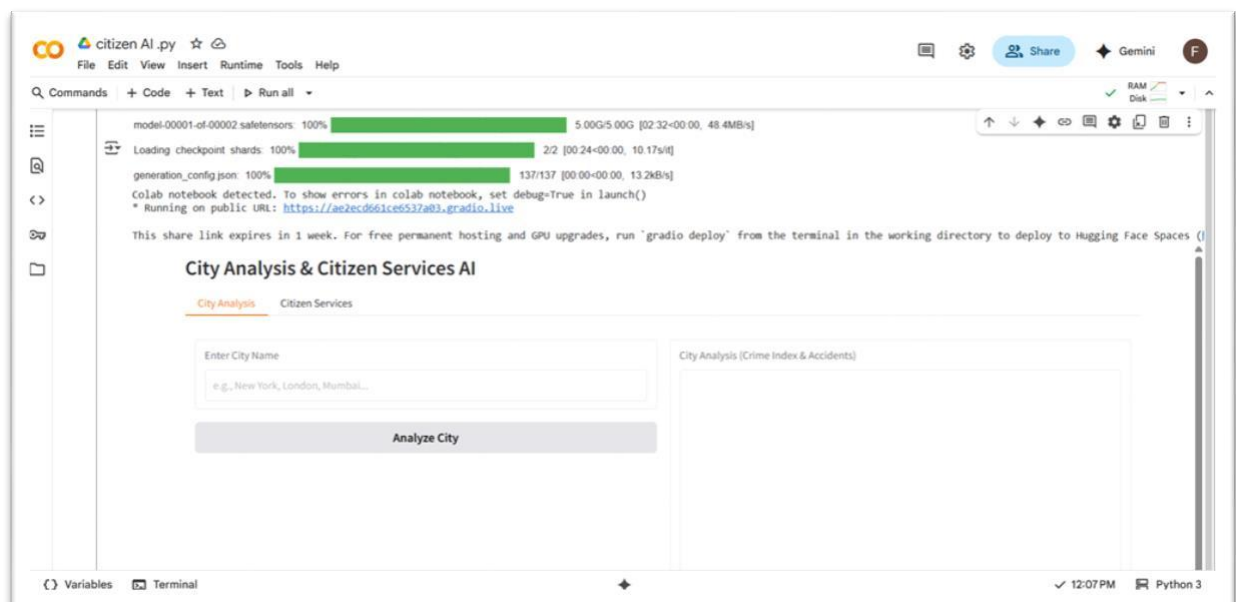 CO citizen AI .py
File Edit View Insert Runtime Tools Help
Share
Gemini
F
Commands + Code + Text Run all
RAM
Disk
model-00001-of-00002.safetensors: 100% 5.00G/5.00G [02:32<00:00, 48.4MB/s]
Loading checkpoint shards: 100% 2/2 [00:24<00:00, 10.17s/it]
generation_config.json: 100% 137/137 [00:00<00:00, 13.2kB/s]
Colab notebook detected. To show errors in colab notebook, set debug=True in launch()
* Running on public URL: https://ae2ecd661ce6537a03.gradio.live
This share link expires in 1 week. For free permanent hosting and GPU upgrades, run `gradio deploy` from the terminal in the working directory to deploy to Hugging Face Spaces (
City Analysis & Citizen Services AI
City Analysis Citizen Services
Enter City Name
City Analysis (Crime Index & Accidents)
e.g., New York, London, Mumbai...
Analyze City
{} Variables Terminal
12:07 PM Python 3